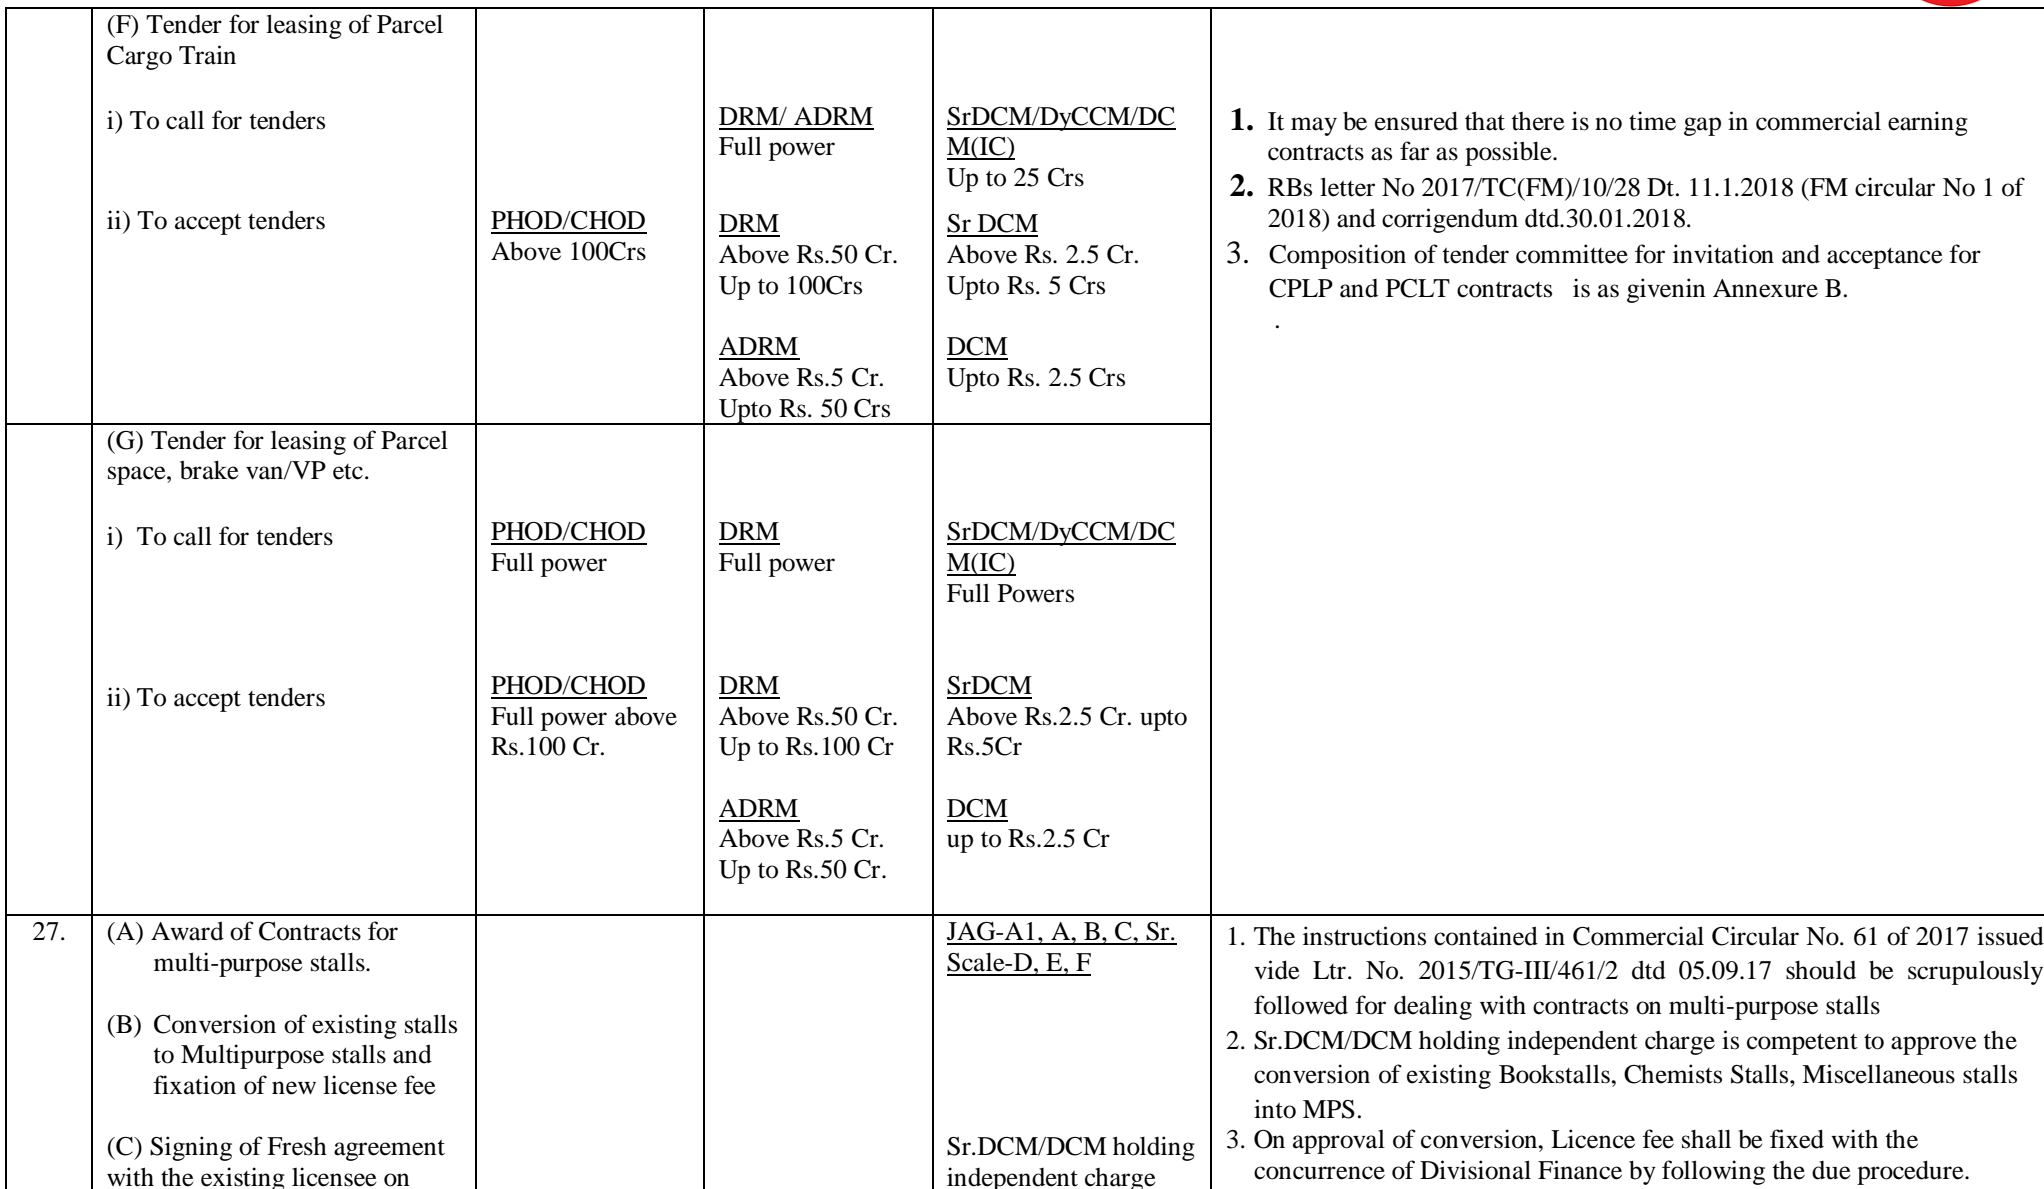 (F) Tender for leasing of Parcel
Cargo Train
i) To call for tenders
DRM/ ADRM
Full power
SrDCM/DyCCM/DC
M(IC)
Up to 25 Crs
ii) To accept tenders
PHOD/CHOD
Above 100Crs
DRM
Above Rs.50 Cr.
Up to 100Crs
ADRM
Above Rs.5 Cr.
Upto Rs. 50 Crs
Sr DCM
Above Rs. 2.5 Cr.
Upto Rs. 5 Crs
DCM
Upto Rs. 2.5 Crs
1. It may be ensured that there is no time gap in commercial earning
contracts as far as possible.
2. RBs letter No 2017/TC(FM)/10/28 Dt. 11.1.2018 (FM circular No 1 of
2018) and corrigendum dtd.30.01.2018.
3. Composition of tender committee for invitation and acceptance for
CPLP and PCLT contracts is as givenin Annexure B.
.
(G) Tender for leasing of Parcel
space, brake van/VP etc.
i) To call for tenders
PHOD/CHOD
Full power
DRM
Full power
SrDCM/DyCCM/DC
M(IC)
Full Powers
ii) To accept tenders
PHOD/CHOD
Full power above
Rs.100 Cr.
DRM
Above Rs.50 Cr.
Up to Rs.100 Cr
ADRM
Above Rs.5 Cr.
Up to Rs.50 Cr.
SrDCM
Above Rs.2.5 Cr. upto
Rs.5Cr
DCM
up to Rs.2.5 Cr
27.
(A) Award of Contracts for
multi-purpose stalls.
(B) Conversion of existing stalls
to Multipurpose stalls and
fixation of new license fee
(C) Signing of Fresh agreement
with the existing licensee on
JAG-A1, A, B, C, Sr.
Scale-D, E, F
Sr.DCM/DCM holding
independent charge
1. The instructions contained in Commercial Circular No. 61 of 2017 issued
vide Ltr. No. 2015/TG-III/461/2 dtd 05.09.17 should be scrupulously
followed for dealing with contracts on multi-purpose stalls
2. Sr.DCM/DCM holding independent charge is competent to approve the
conversion of existing Bookstalls, Chemists Stalls, Miscellaneous stalls
into MPS.
3. On approval of conversion, Licence fee shall be fixed with the
concurrence of Divisional Finance by following the due procedure.